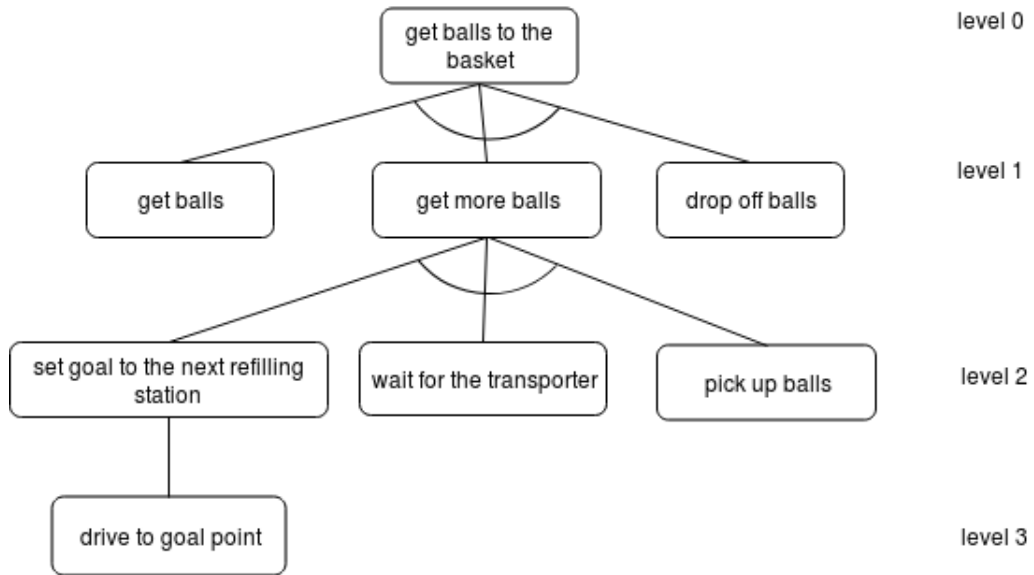 get balls to the
basket
level 0
get balls
get more balls
drop off balls
level 1
set goal to the next refilling
station
wait for the transporter
pick up balls
level 2
drive to goal point
level 3